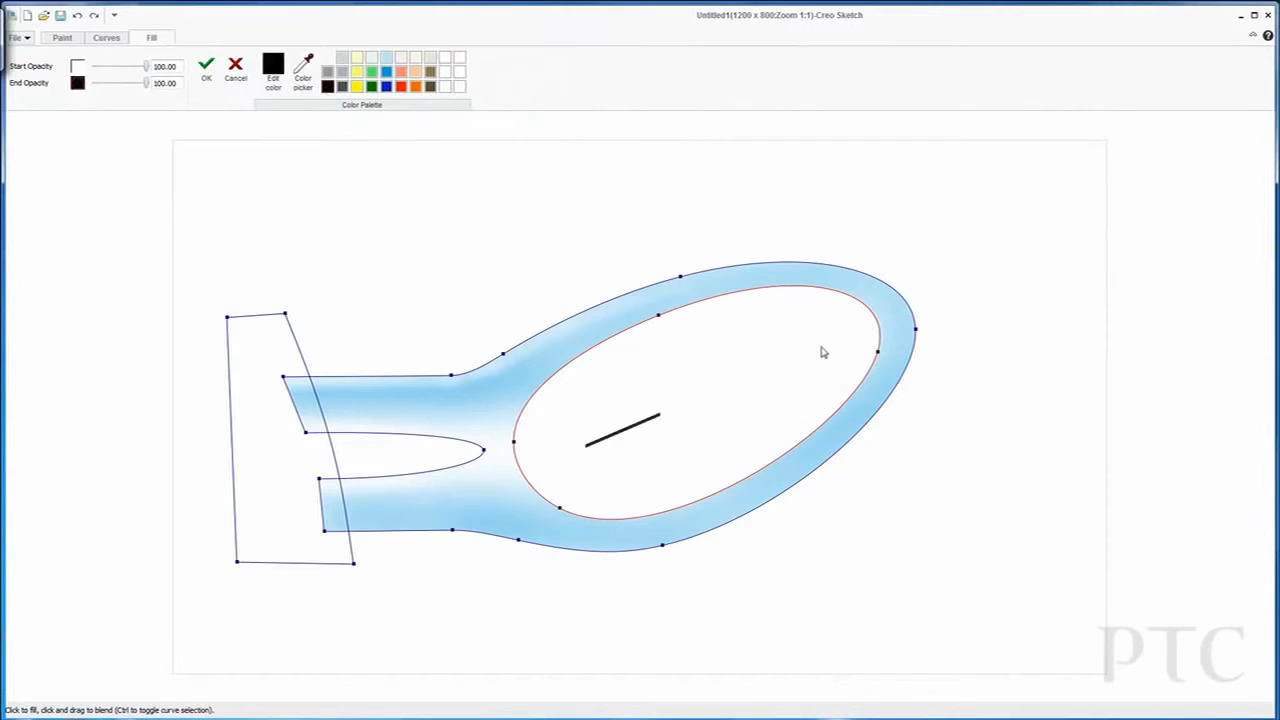 Untitled1(1200 x 800:Zoom 1:1)-Creo Sketch
File Paint Curves Fill
Start Opacity 100.00
End Opacity 100.00
OK
Cancel
Edit color
Color picker
Color Palette
PTC
Click to fill, click and drag to blend (Ctrl to toggle curve selection).